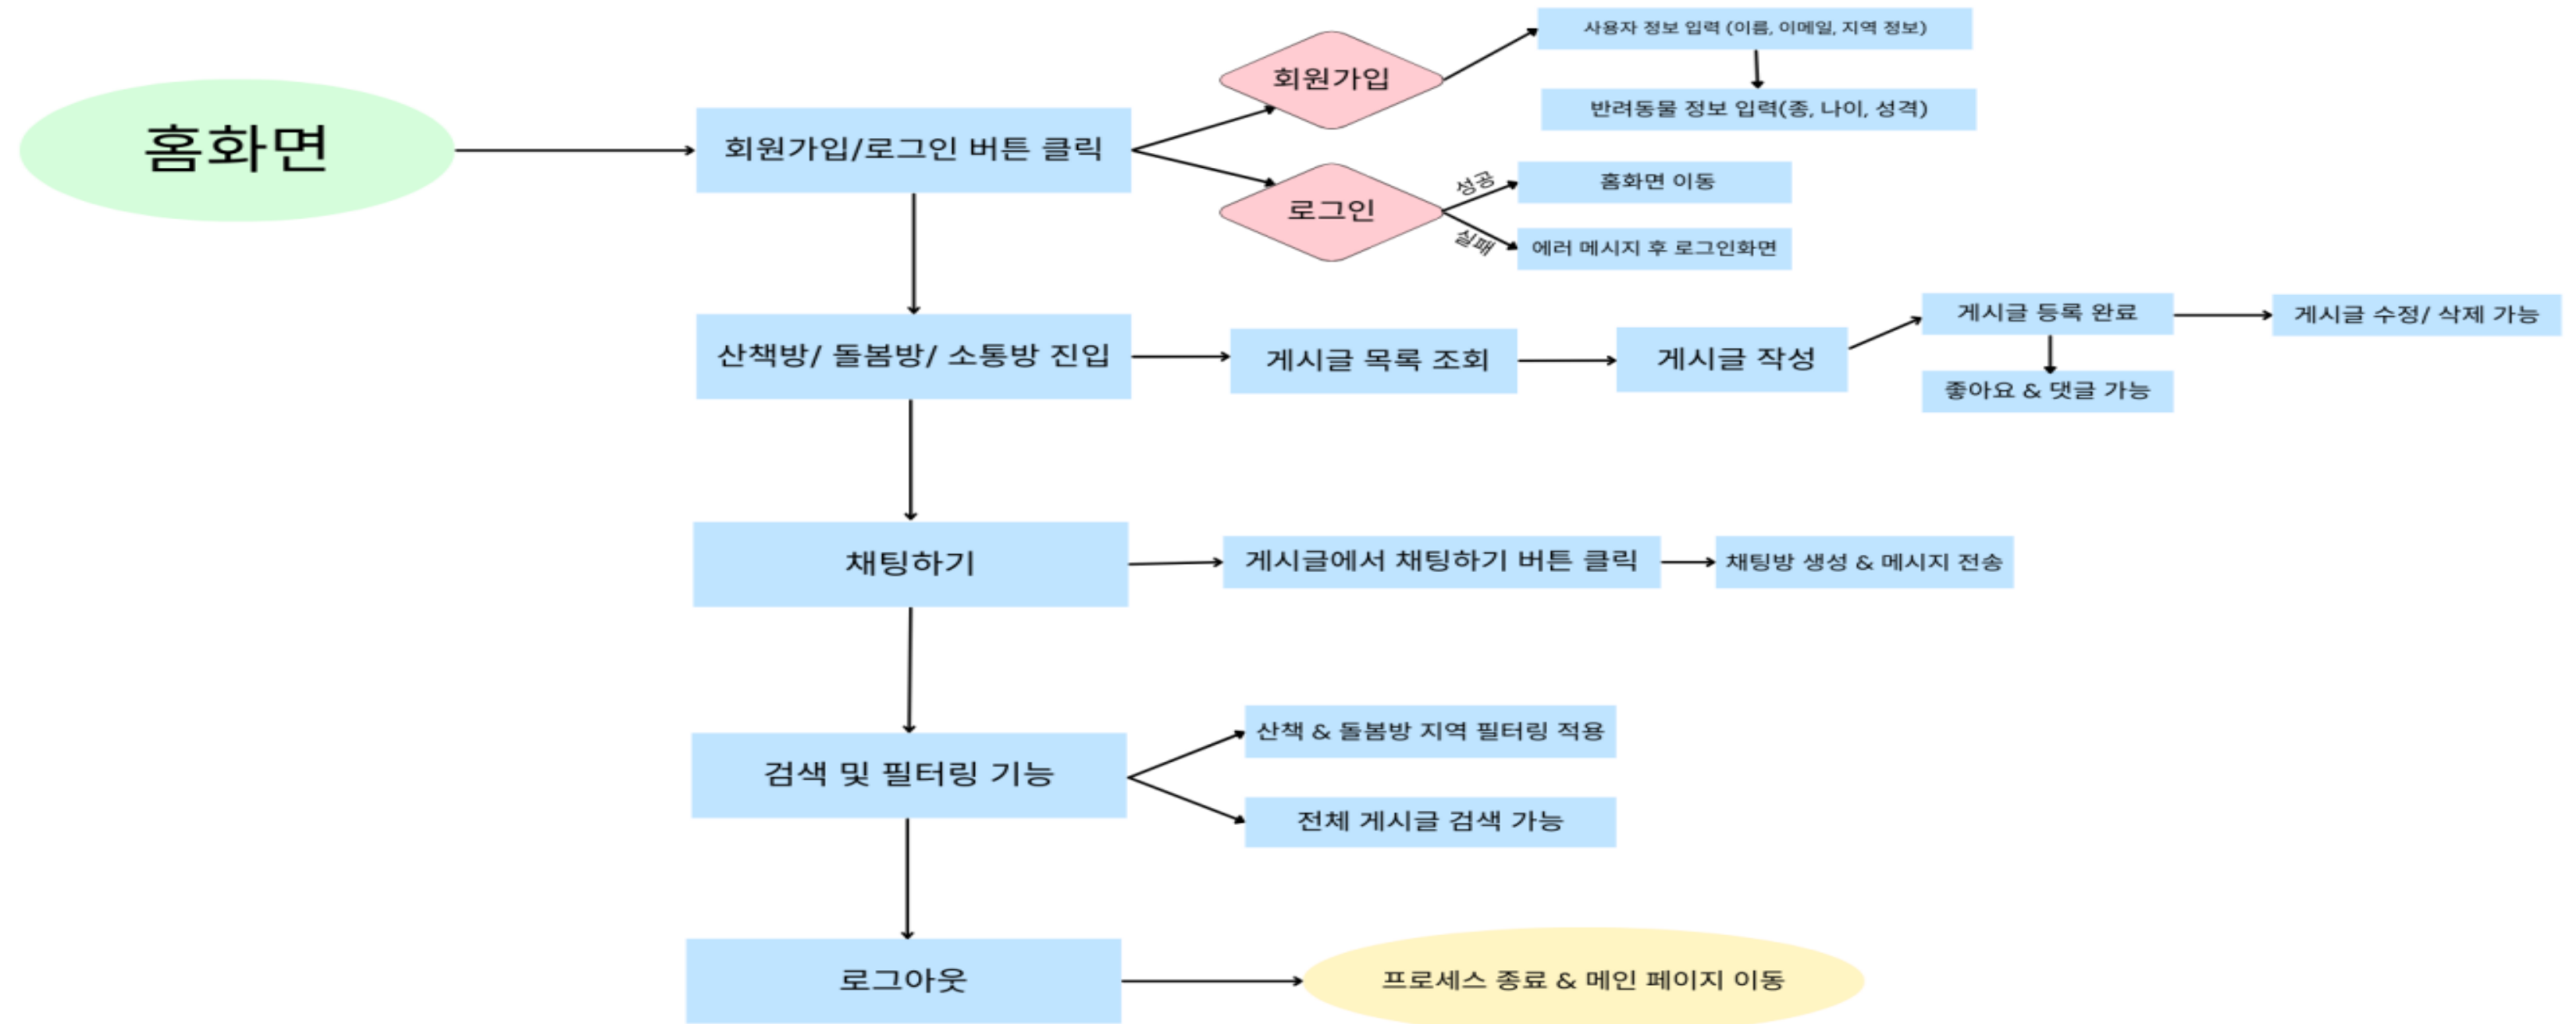 홈화면
회원가입/로그인 버튼 클릭
회원가입
사용자 정보 입력 (이름, 이메일, 지역 정보)
반려동물 정보 입력(종, 나이, 성격)
로그인
성공
홈화면 이동
실패
에러 메시지 후 로그인화면
산책방/ 돌봄방/ 소통방 진입
게시글 목록 조회
게시글 작성
게시글 등록 완료
게시글 수정/ 삭제 가능
좋아요 & 댓글 가능
채팅하기
게시글에서 채팅하기 버튼 클릭
채팅방 생성 & 메시지 전송
검색 및 필터링 기능
산책 & 돌봄방 지역 필터링 적용
전체 게시글 검색 가능
로그아웃
프로세스 종료 & 메인 페이지 이동